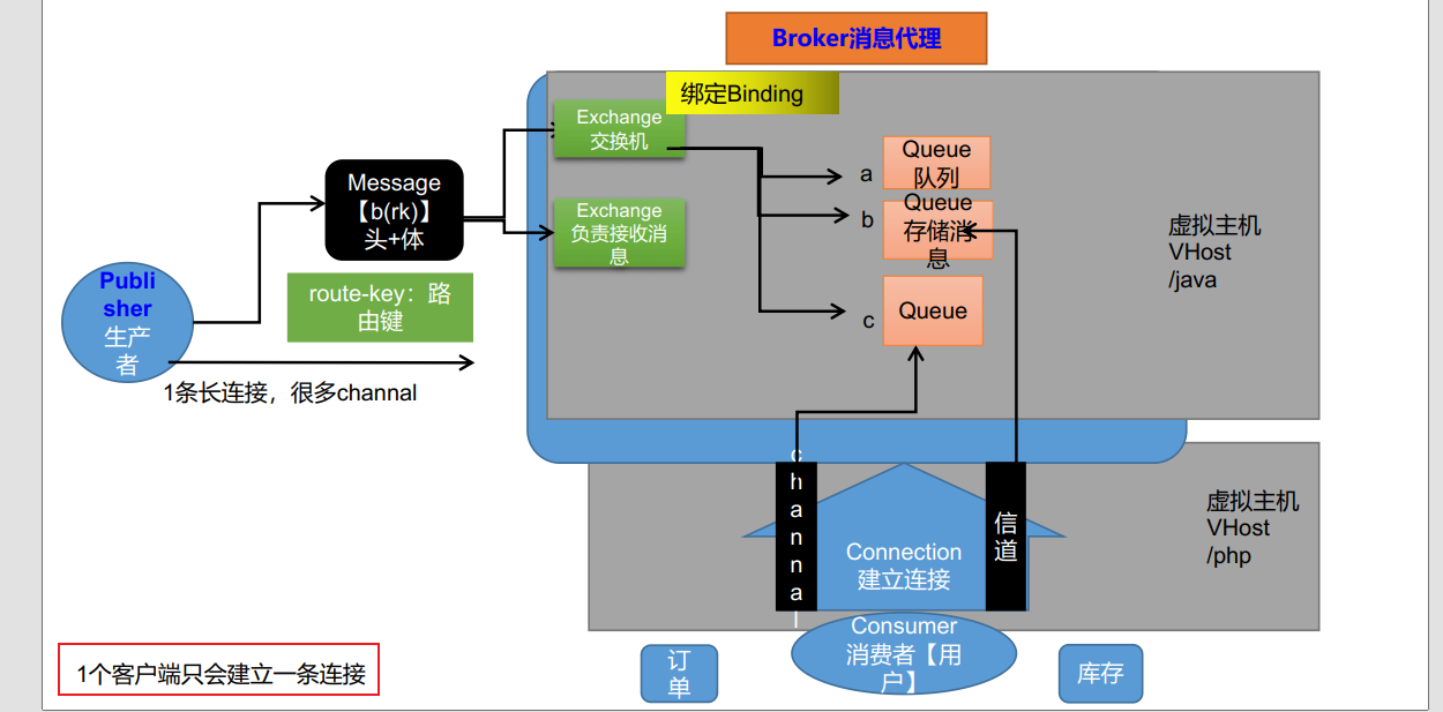 Broker消息代理
绑定Binding
Exchange
交换机
Queue
队列
a
Message
【b(rk)】
头+体
Exchange
负责接收消
息
Queue
存储消
息
b
虚拟主机
VHost
/java
Publi
sher
生产
者
route-key：路
由键
Queue
c
1条长连接，很多channal
c
h
a
n
n
a
l
信
道
Connection
建立连接
虚拟主机
VHost
/php
Consumer
消费者【用
户】
订
单
库存
1个客户端只会建立一条连接